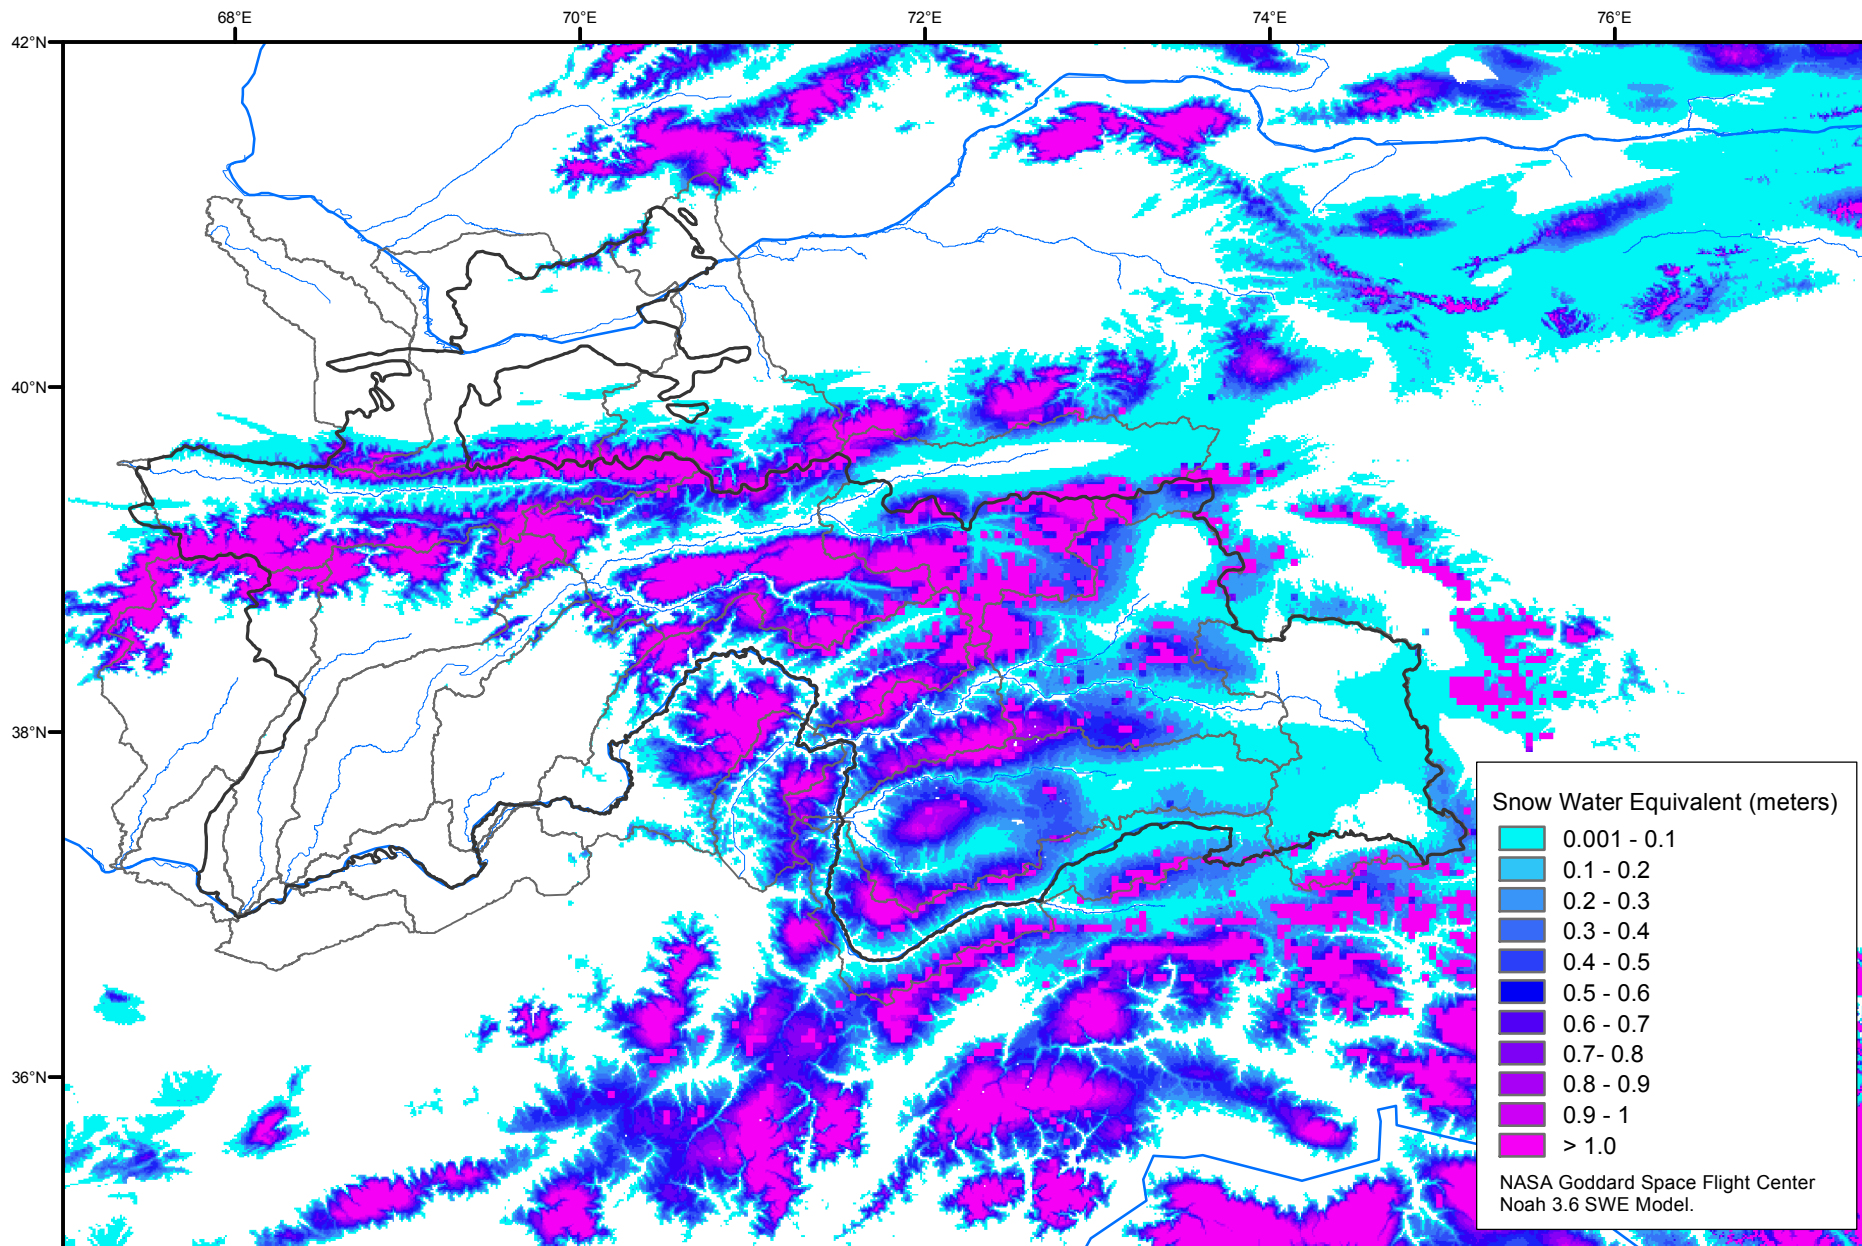 68°E 70°E 72°E 74°E 76°E
42°N
40°N
38°N
36°N
Snow Water Equivalent (meters)
0.001 - 0.1
0.1 - 0.2
0.2 - 0.3
0.3 - 0.4
0.4 - 0.5
0.5 - 0.6
0.6 - 0.7
0.7- 0.8
0.8 - 0.9
0.9 - 1
> 1.0
NASA Goddard Space Flight Center
Noah 3.6 SWE Model.